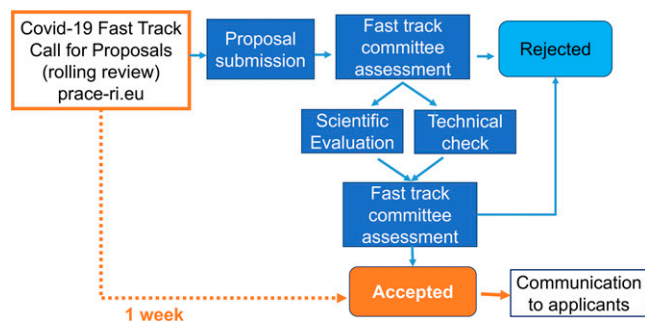 Covid-19 Fast Track
Call for Proposals
(rolling review)
prace-ri.eu
Proposal
submission
Fast track
committee
assessment
Rejected
Scientific
Evaluation
Technical
check
Fast track
committee
assessment
Accepted
Communication
to applicants
1 week